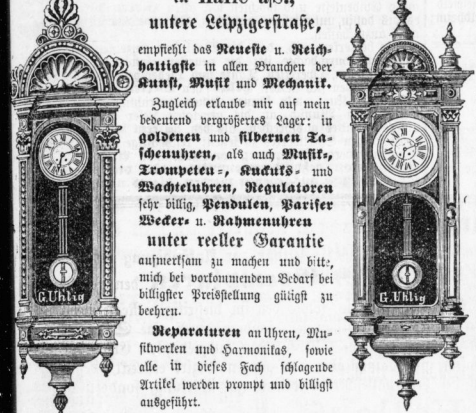 in Halle a/S.,
untere Leipzigerstraße,
empfiehlt das Neueste u. Reich-
haltigste in allen Branchen der
Kunst, Musik und Mechanik.
Zugleich erlaube mir auf mein
bedeutend vergrößertes Lager: in
goldenen und silbernen Ta-
schenuhren, als auch Musik-,
Trompeten-, Kuckuks- und
Wachteluhren, Regulatoren
sehr billig, Pendulen, Pariser
Wecker- u. Rahmenuhren
unter reeller Garantie
aufmerksam zu machen und bitte,
mich bei vorkommendem Bedarf bei
billigster Preisstellung gütigst zu
beehren.
Reparaturen an Uhren, Mu-
sikwerken und Harmonikas, sowie
alle in dieses Fach schlagende
Artikel werden prompt und billigst
ausgeführt.
G. Uhlig
G. Uhlig